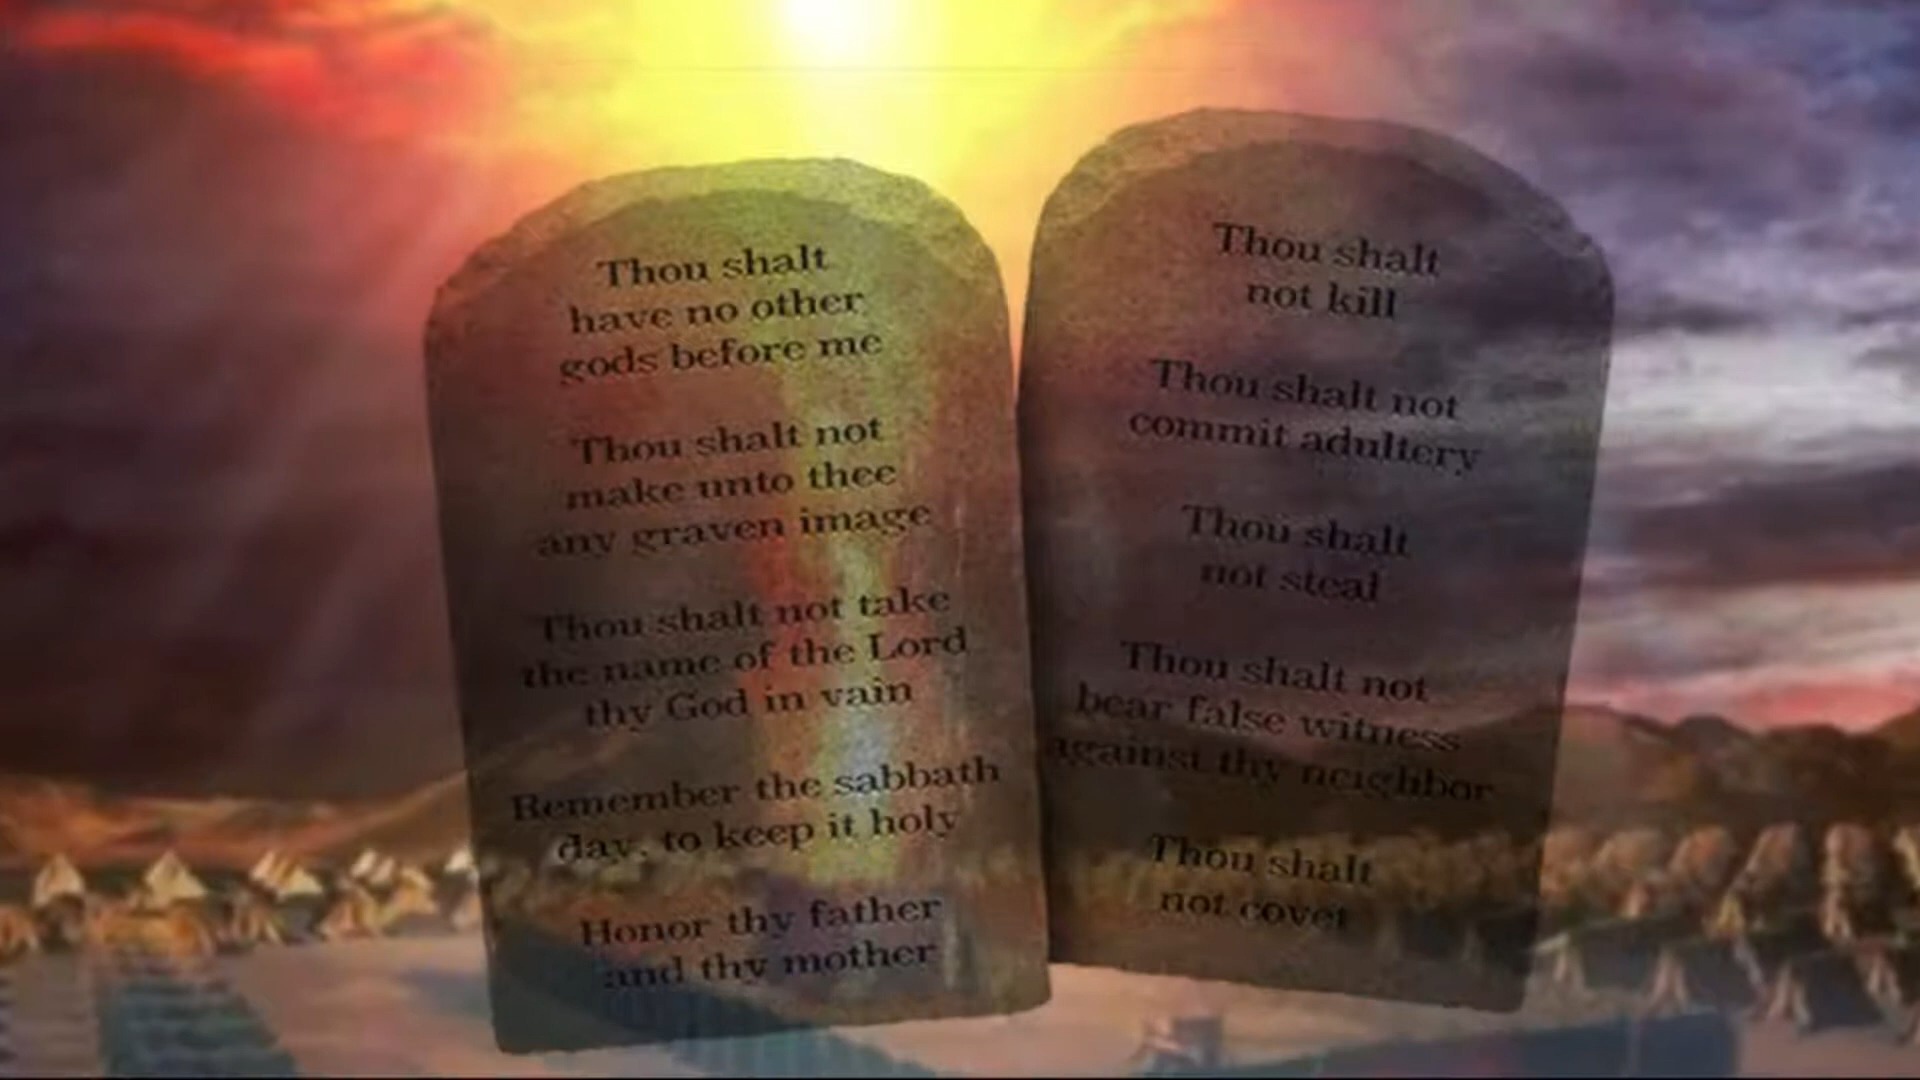 Thou shalt
have no other
gods before me
Thou shalt not
make unto thee
any graven image
Thou shalt not take
the name of the Lord
thy God in vain
Remember the sabbath
day, to keep it holy
Honor thy father
and thy mother
Thou shalt
not kill
Thou shalt not
commit adultery
Thou shalt
not steal
Thou shalt not
bear false witness
against thy neighbor
Thou shalt
not covet